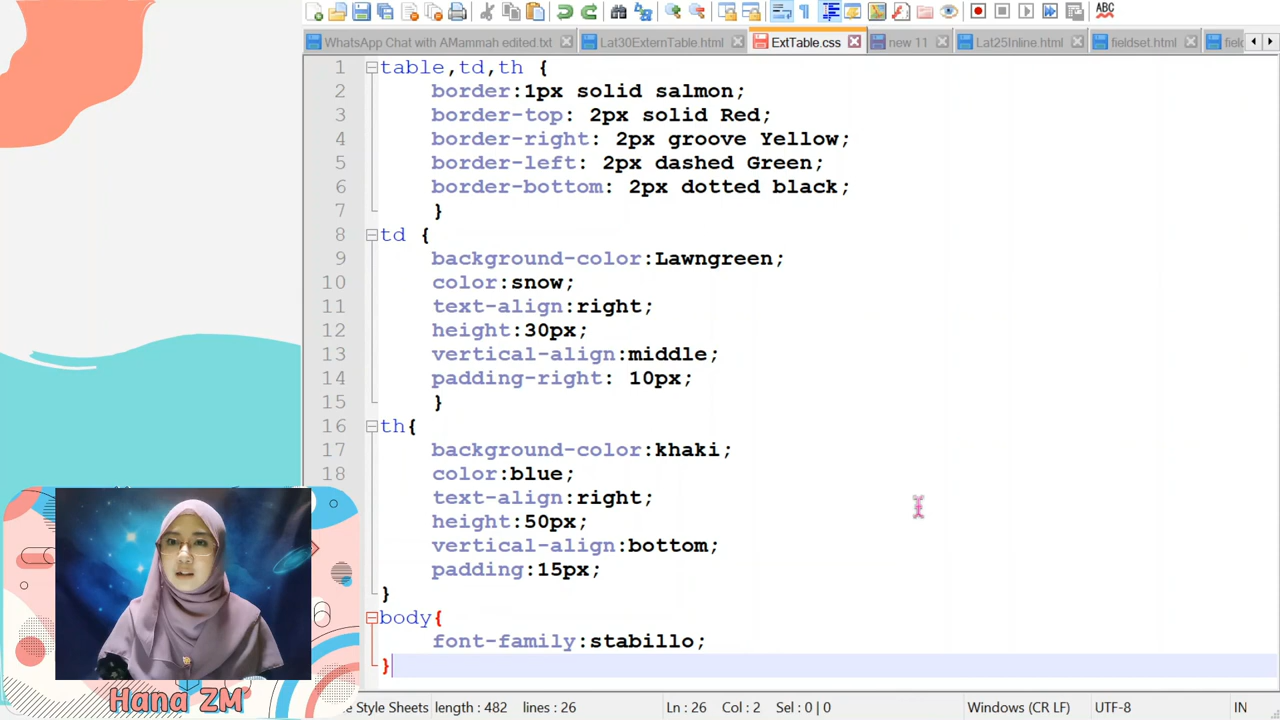 ABC
WhatsApp Chat with AMammah edited.txt
Lat30ExternTable.html
ExtTable.css
new 11
Lat25Inline.html
fieldset.html
field
1 table,td,th {
2 border:1px solid salmon;
3 border-top: 2px solid Red;
4 border-right: 2px groove Yellow;
5 border-left: 2px dashed Green;
6 border-bottom: 2px dotted black;
7 }
8 td {
9 background-color:Lawngreen;
10 color:snow;
11 text-align:right;
12 height:30px;
13 vertical-align:middle;
14 padding-right: 10px;
15 }
16 th{
17 background-color:khaki;
18 color:blue;
text-align:right;
height:50px;
vertical-align:bottom;
padding:15px;
}
body{
font-family:stabillo;
}
Hana ZM
e Style Sheets length : 482 lines : 26 Ln : 26 Col : 2 Sel : 0 | 0 Windows (CR LF) UTF-8 IN